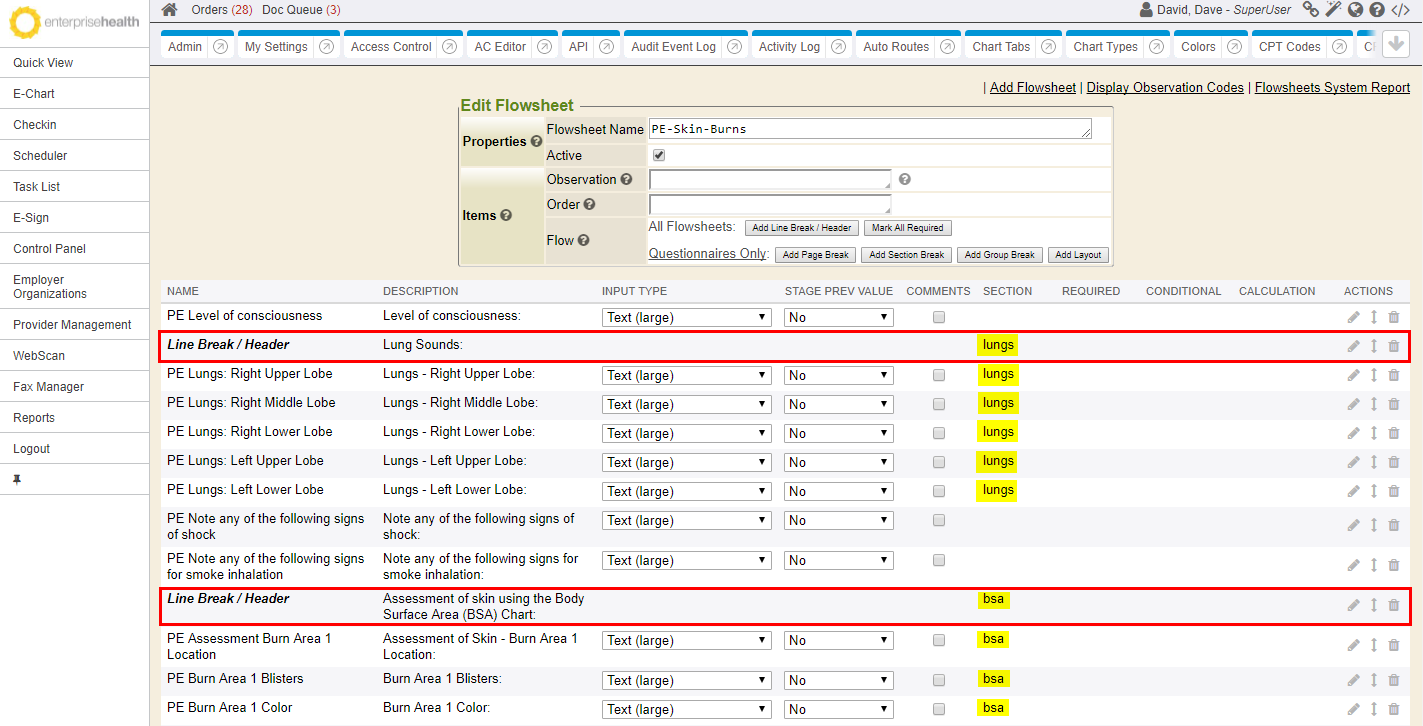 enterprisehealth
Orders (28) Doc Queue (3)
David, Dave - SuperUser
Quick View
E-Chart
Checkin
Scheduler
Task List
E-Sign
Control Panel
Employer
Organizations
Provider Management
WebScan
Fax Manager
Reports
Logout
Admin My Settings Access Control AC Editor API Audit Event Log Activity Log Auto Routes Chart Tabs Chart Types Colors CPT Codes
| Add Flowsheet | Display Observation Codes | Flowsheets System Report
Edit Flowsheet
Properties
Flowsheet Name PE-Skin-Burns
Active
Items
Observation
Order
Flow
All Flowsheets: Add Line Break / Header Mark All Required
Questionnaires Only: Add Page Break Add Section Break Add Group Break Add Layout
NAME DESCRIPTION INPUT TYPE STAGE PREV VALUE COMMENTS SECTION REQUIRED CONDITIONAL CALCULATION ACTIONS
PE Level of consciousness Level of consciousness: Text (large) No
Line Break / Header Lung Sounds: lungs
PE Lungs: Right Upper Lobe Lungs - Right Upper Lobe: Text (large) No lungs
PE Lungs: Right Middle Lobe Lungs - Right Middle Lobe: Text (large) No lungs
PE Lungs: Right Lower Lobe Lungs - Right Lower Lobe: Text (large) No lungs
PE Lungs: Left Upper Lobe Lungs - Left Upper Lobe: Text (large) No lungs
PE Lungs: Left Lower Lobe Lungs - Left Lower Lobe: Text (large) No lungs
PE Note any of the following signs Note any of the following signs of Text (large) No
of shock shock:
PE Note any of the following signs Note any of the following signs for Text (large) No
for smoke inhalation smoke inhalation:
Line Break / Header Assessment of skin using the Body bsa
Surface Area (BSA) Chart:
PE Assessment Burn Area 1 Assessment of Skin - Burn Area 1 Text (large) No bsa
Location Location:
PE Burn Area 1 Blisters Burn Area 1 Blisters: Text (large) No bsa
PE Burn Area 1 Color Burn Area 1 Color: Text (large) No bsa